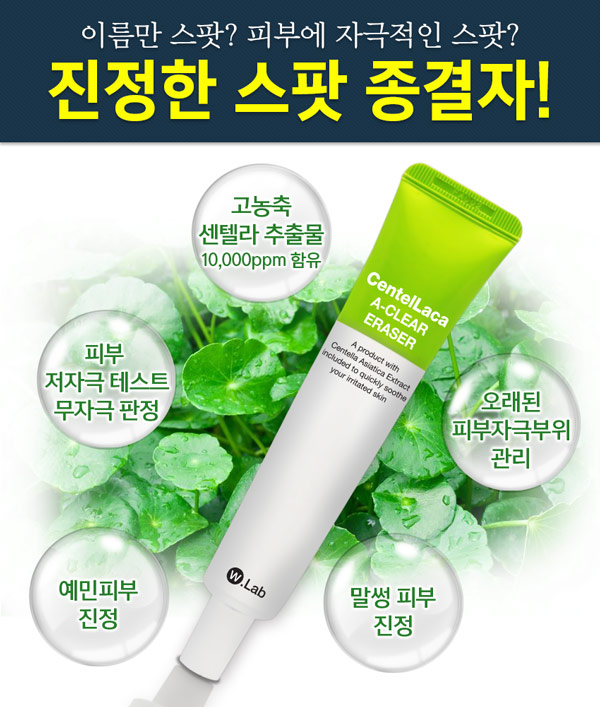 이름만 스팟? 피부에 자극적인 스팟?
진정한 스팟 종결자!
고농축
센텔라 추출물
10,000ppm 함유
피부
저자극 테스트
무자극 판정
CentelLaca
A-CLEAR
ERASER
A product with
Centella Asiatica Extract
included to quickly soothe
your irritated skin
오래된
피부자극부위
관리
예민피부
진정
W.Lab
말썽 피부
진정